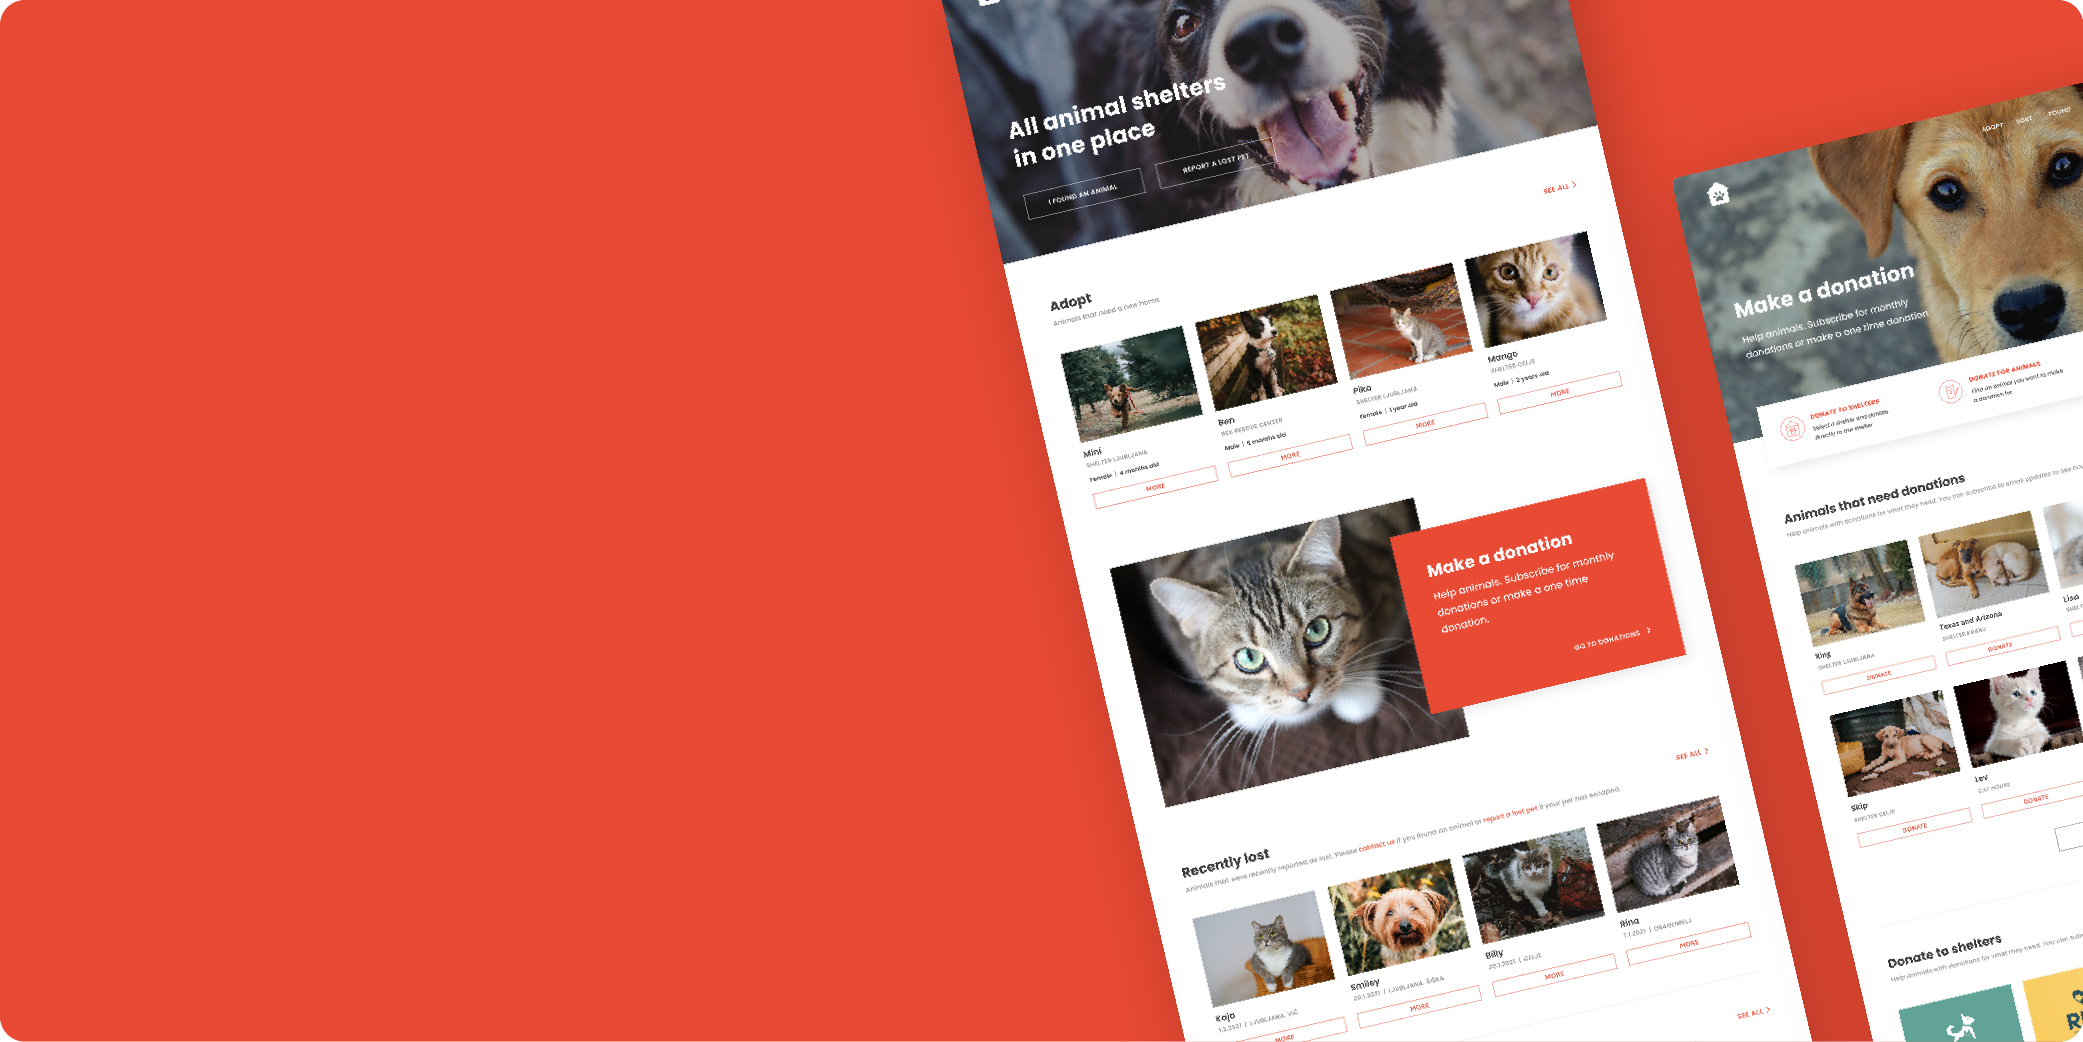 All animal shelters
in one place
I FOUND AN ANIMAL
REPORT A LOST PET
SEE ALL
Adopt
Animals that need a new home
Mini
SHELTER LJUBLJANA
Female | 4 months old
MORE
Ben
REX RESCUE CENTER
Male | 6 months old
MORE
Pika
SHELTER LJUBLJANA
Female | 1 year old
MORE
Mango
SHELTER CELJE
Male | 2 years old
MORE
Make a donation
Help animals. Subscribe for monthly
donations or make a one time
donation.
GO TO DONATIONS
SEE ALL
Recently lost
Animals that were recently reported as lost. Please contact us if you found an animal or report a lost pet if your pet has escaped.
Kaja
1.2.2021 / LJUBLJANA, VIČ
MORE
Smiley
29.1.2021 / LJUBLJANA, ŠIŠKA
MORE
Billy
20.1.2021 | CELJE
MORE
Rina
7.1.2021 | DRAGOMELJ
MORE
SEE ALL
ADOPT
LOST
FOUND
Make a donation
Help animals. Subscribe for monthly
donations or make a one time donation
DONATE TO SHELTERS
Select a shelter and donate
directly to the shelter
DONATE FOR ANIMALS
Find an animal you want to make
a donation for
Animals that need donations
Help animals with donations for what they need. You can subscribe to email updates to see how
King
SHELTER LJUBLJANA
DONATE
Texas and Arizona
SHELTER KRANJ
DONATE
Lisa
Skip
SHELTER CELJE
DONATE
Lev
CAT HOUSE
DONATE
Donate to shelters
Help animals with donations for what they need. You can